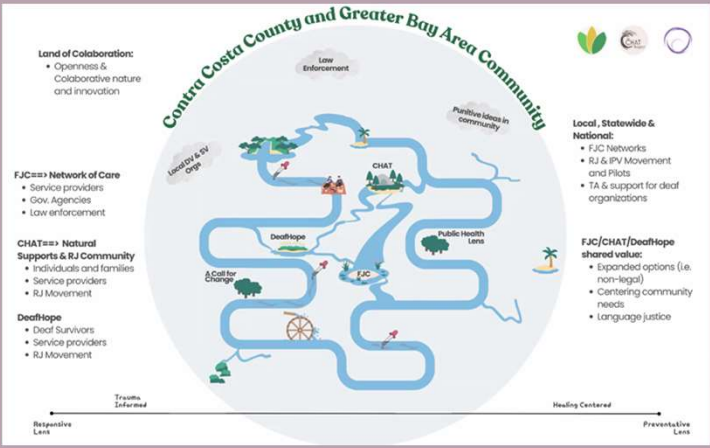 Contra Costa County and Greater Bay Area Community
Land of Colaboration:
• Openness &
Colaborative nature
and innovation
FJC==> Network of Care
• Service providers
• Gov. Agencies
• Law enforcement
CHAT==> Natural
Supports & RJ Community
• Individuals and families
• Service providers
• RJ Movement
DeafHope
• Deaf Survivors
• Service providers
• RJ Movement
Law
Enforcement
Punitive ideas in
community
Local DV & SV
Orgs
CHAT
DeafHope
Public Health
Lens
A Call for
Change
FJC
CHAT
Local, Statewide &
National:
• FJC Networks
• RJ & IPV Movement
and Pilots
• TA & support for deaf
organizations
FJC/CHAT/DeafHope
shared value:
• Expanded options (i.e.
non-legal)
• Centering community
needs
• Language justice
Trauma
Informed
Healing Centered
Responsive
Lens
Preventative
Lens